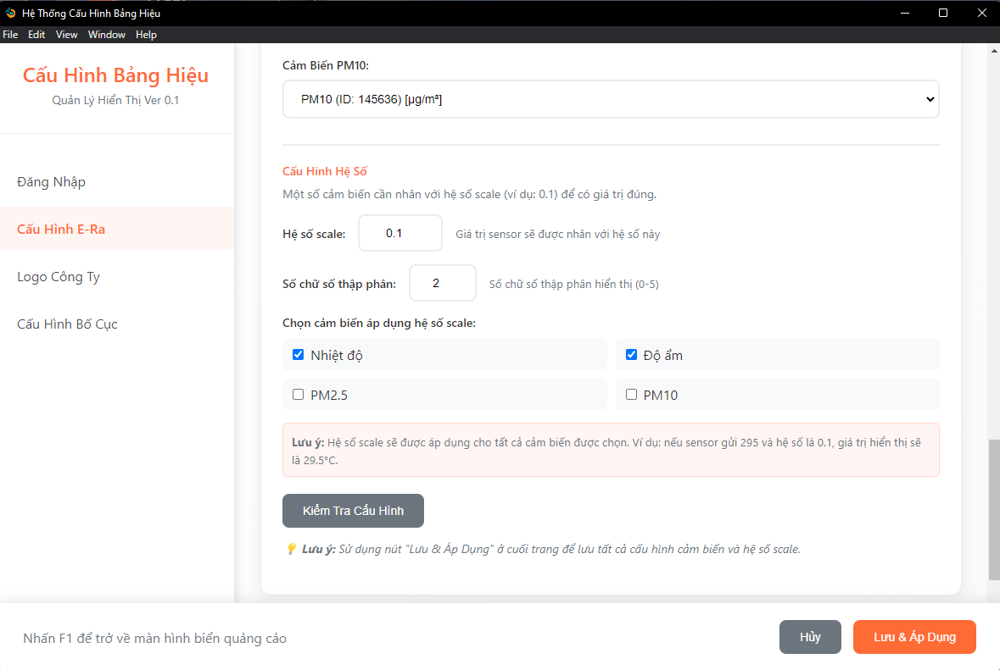 Hệ Thống Cấu Hình Bảng Hiệu
File Edit View Window Help
Cấu Hình Bảng Hiệu
Quản Lý Hiển Thị Ver 0.1
Đăng Nhập
Cấu Hình E-Ra
Logo Công Ty
Cấu Hình Bố Cục
Cảm Biến PM10:
PM10 (ID: 145636) [µg/m³]
Cấu Hình Hệ Số
Một số cảm biến cần nhân với hệ số scale (ví dụ: 0.1) để có giá trị đúng.
Hệ số scale: 0.1 Giá trị sensor sẽ được nhân với hệ số này
Số chữ số thập phân: 2 Số chữ số thập phân hiển thị (0-5)
Chọn cảm biến áp dụng hệ số scale:
Nhiệt độ Độ ẩm
PM2.5 PM10
Lưu ý: Hệ số scale sẽ được áp dụng cho tất cả cảm biến được chọn. Ví dụ: nếu sensor gửi 295 và hệ số là 0.1, giá trị hiển thị sẽ
là 29.5°C.
Kiểm Tra Cấu Hình
💡 Lưu ý: Sử dụng nút "Lưu & Áp Dụng" ở cuối trang để lưu tất cả cấu hình cảm biến và hệ số scale.
Nhấn F1 để trở về màn hình biển quảng cáo
Hủy Lưu & Áp Dụng